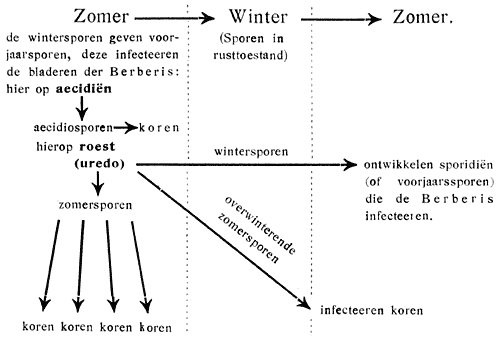 Zomer
Winter
Zomer.
de wintersporen geven voor-
jaarsporen, deze infecteeren
de bladeren der Berberis:
hier op aecidiën
(Sporen in
rusttoestand)
aecidiosporen
koren
hierop roest
(uredo)
wintersporen
ontwikkelen sporidiën
(of voorjaarssporen)
die de Berberis
infecteeren.
zomersporen
overwinterende
zomersporen
infecteeren koren
koren koren koren koren